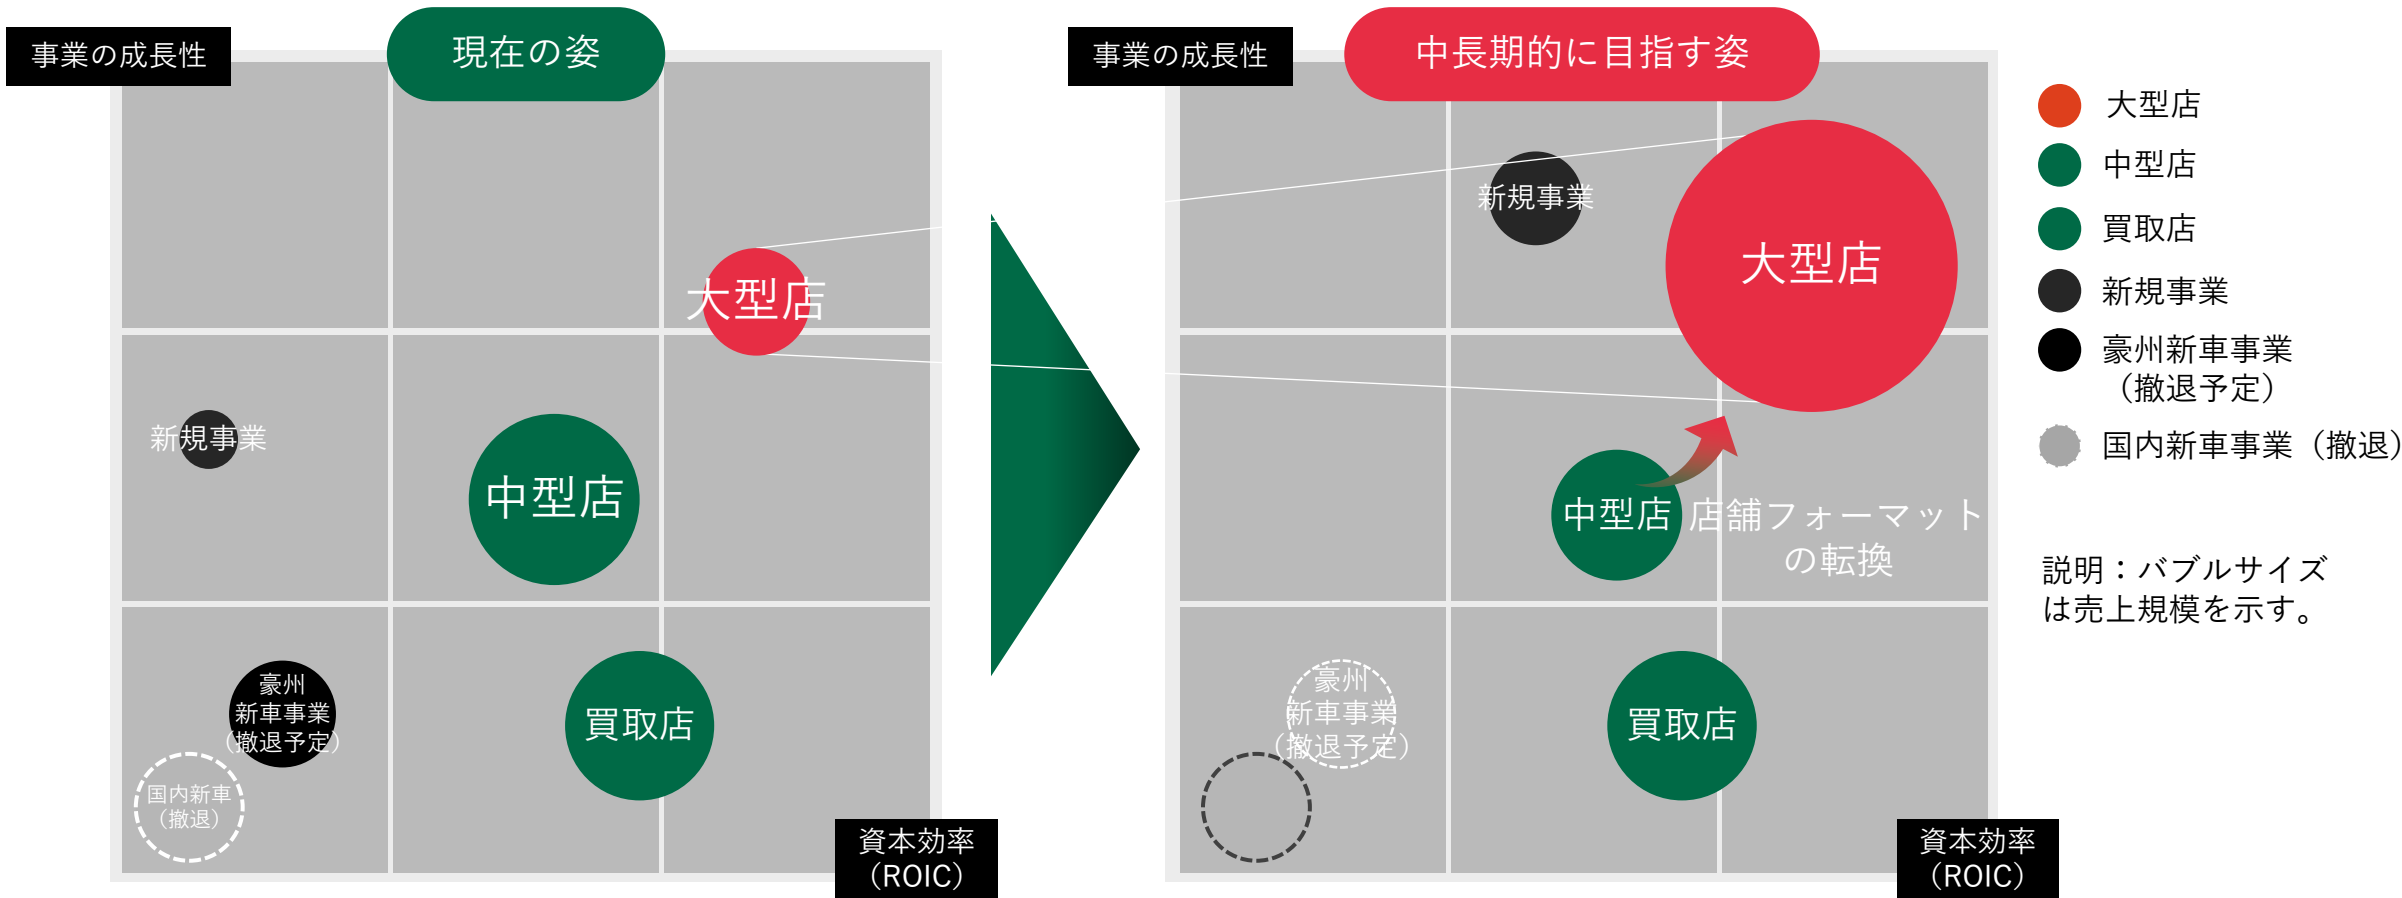 事業の成長性
現在の姿
大型店
新規事業
中型店
豪州
新車事業
（撤退予定）
買取店
国内新車
（撤退）
資本効率
（ROIC）
事業の成長性
中長期的に目指す姿
新規事業
大型店
中型店
店舗フォーマット
の転換
豪州
新車事業
（撤退予定）
買取店
資本効率
（ROIC）
大型店
中型店
買取店
新規事業
豪州新車事業
（撤退予定）
国内新車事業（撤退）
説明：バブルサイズ
は売上規模を示す。